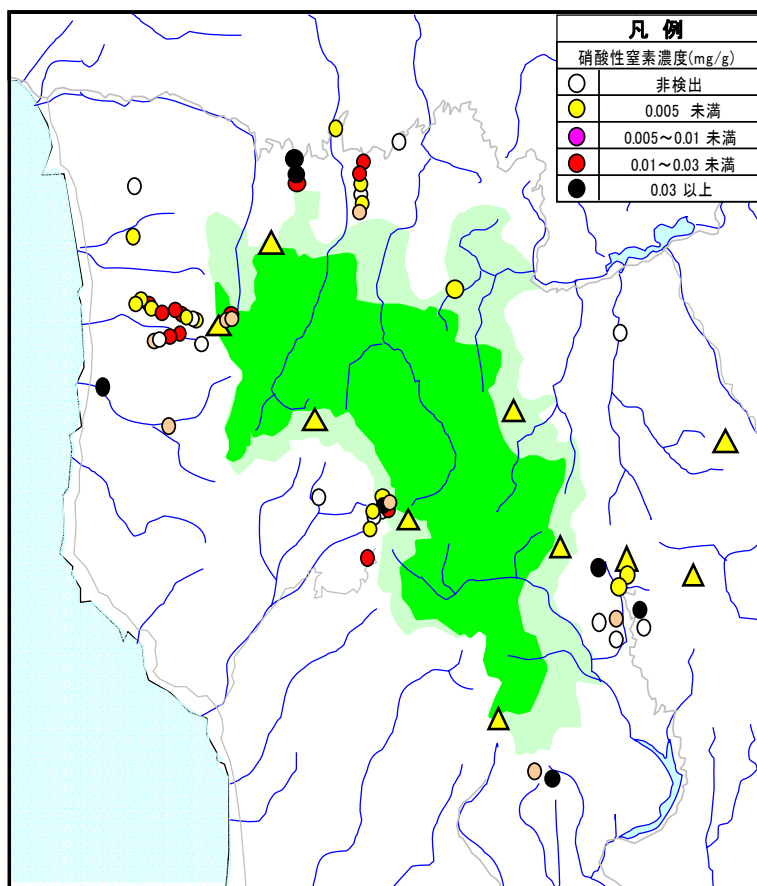 凡 例
硝酸性窒素濃度(mg/g)
非検出
0.005 未満
0.005～0.01 未満
0.01～0.03 未満
0.03 以上